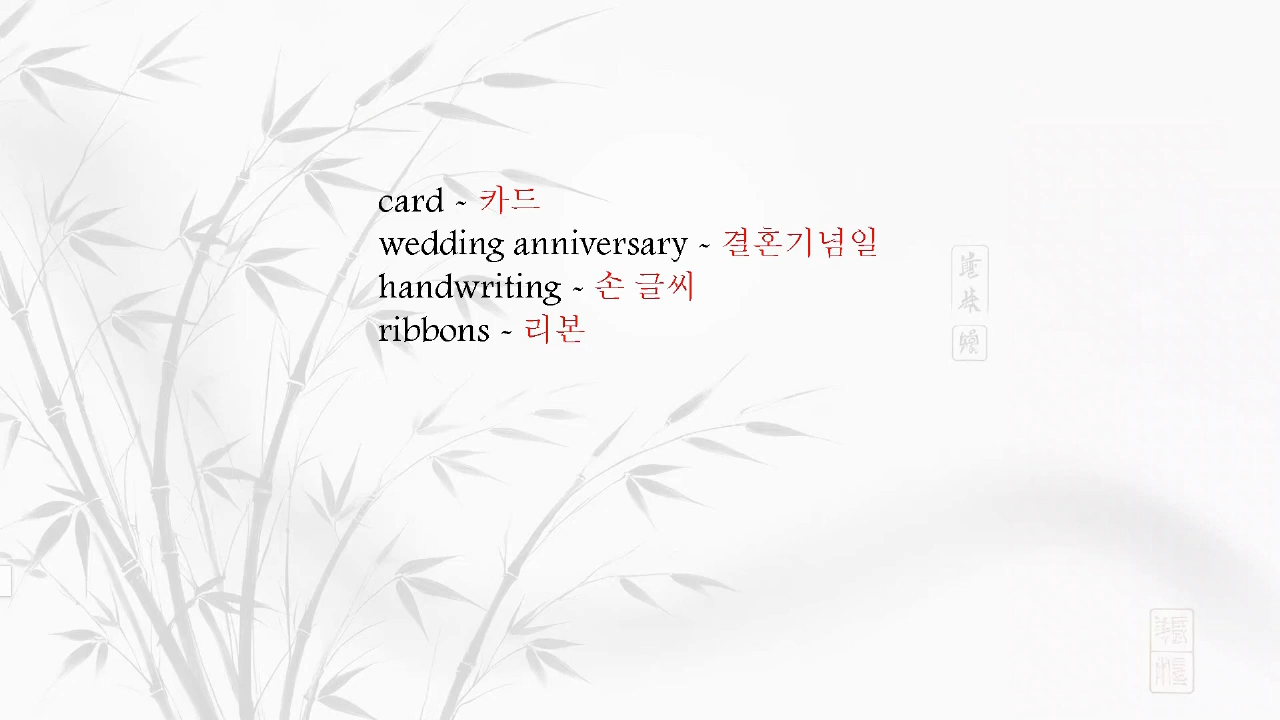 card ~ 카드
wedding anniversary ~ 결혼기념일
handwriting ~ 손 글씨
ribbons ~ 리본